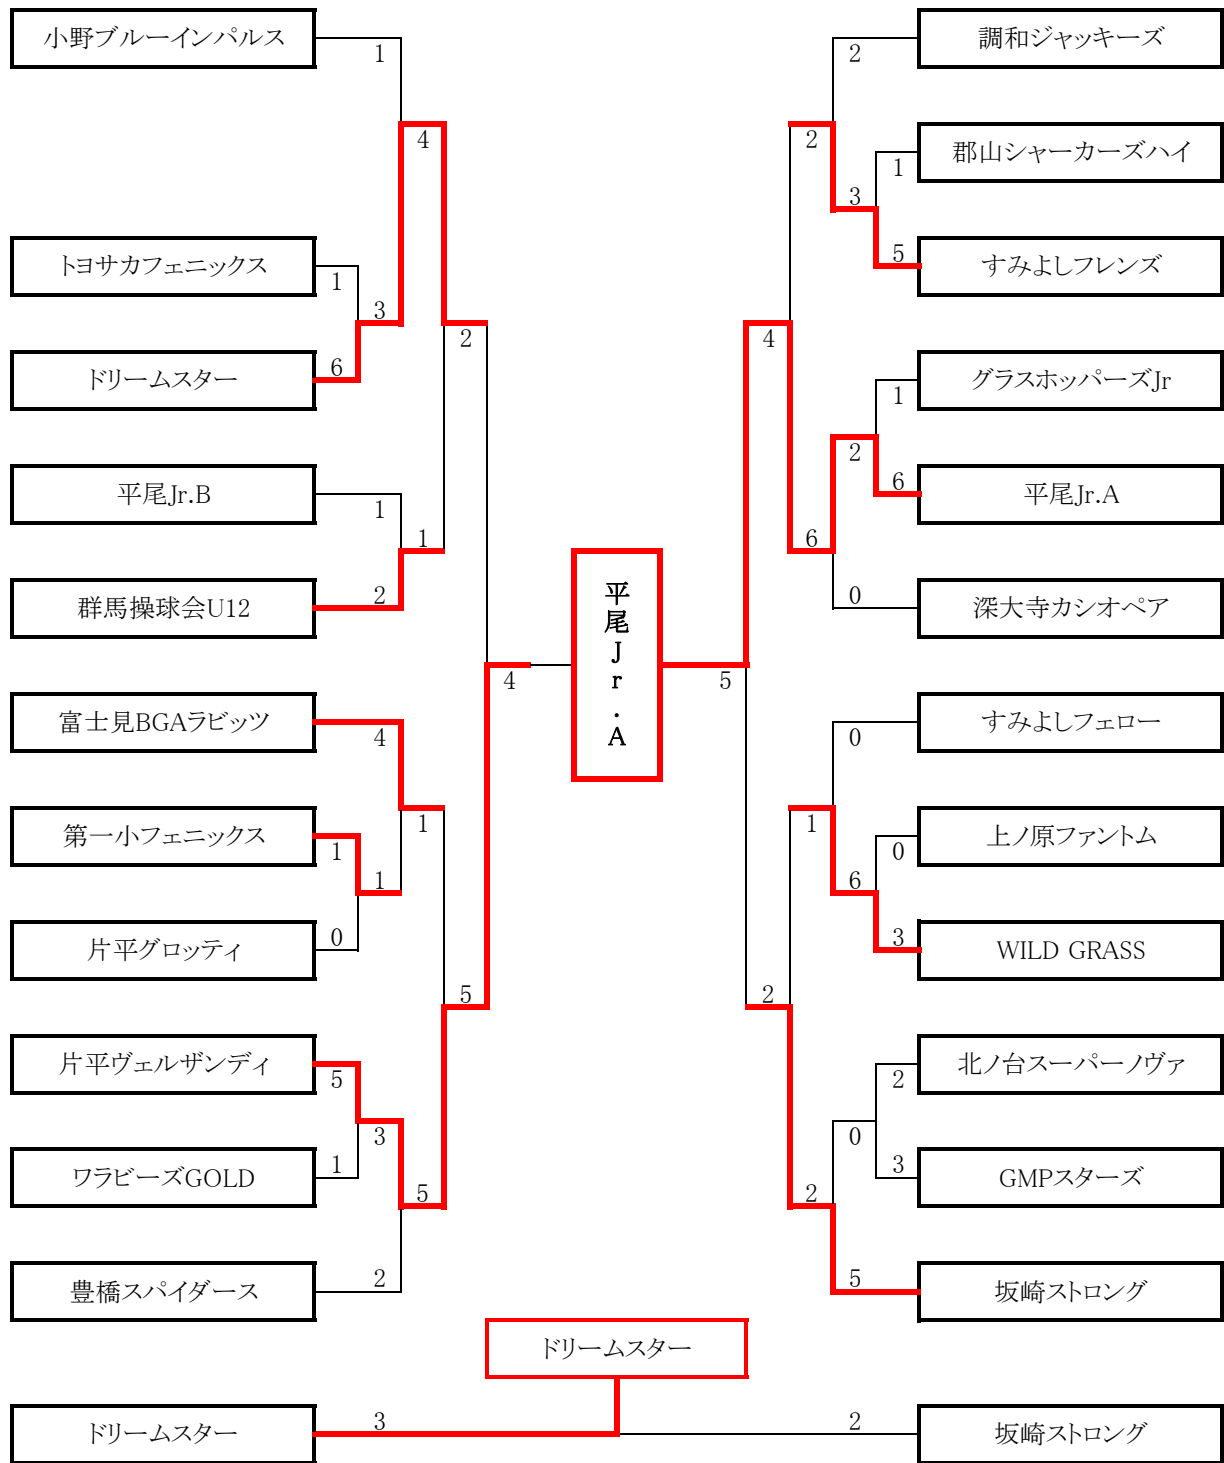 小野ブルーインパルス
1
調和ジャッキーズ
2
4
2
郡山シャーカーズハイ
1
3
トヨサカフェニックス
1
すみよしフレンズ
5
3
2
4
ドリームスター
6
グラスホッパーズJr
1
2
平尾Jr.B
1
平尾Jr.A
6
1
6
群馬操球会U12
2
深大寺カシオペア
0
平尾Jr.A
4
5
富士見BGAラビッツ
4
すみよしフェロー
0
1
1
第一小フェニックス
1
上ノ原ファントム
0
1
6
片平グロッティ
0
WILD GRASS
3
5
2
片平ヴェルザンディ
5
北ノ台スーパーノヴァ
2
3
0
ワラビーズGOLD
1
GMPスターズ
3
5
2
豊橋スパイダース
2
坂崎ストロング
5
ドリームスター
ドリームスター
3
2
坂崎ストロング